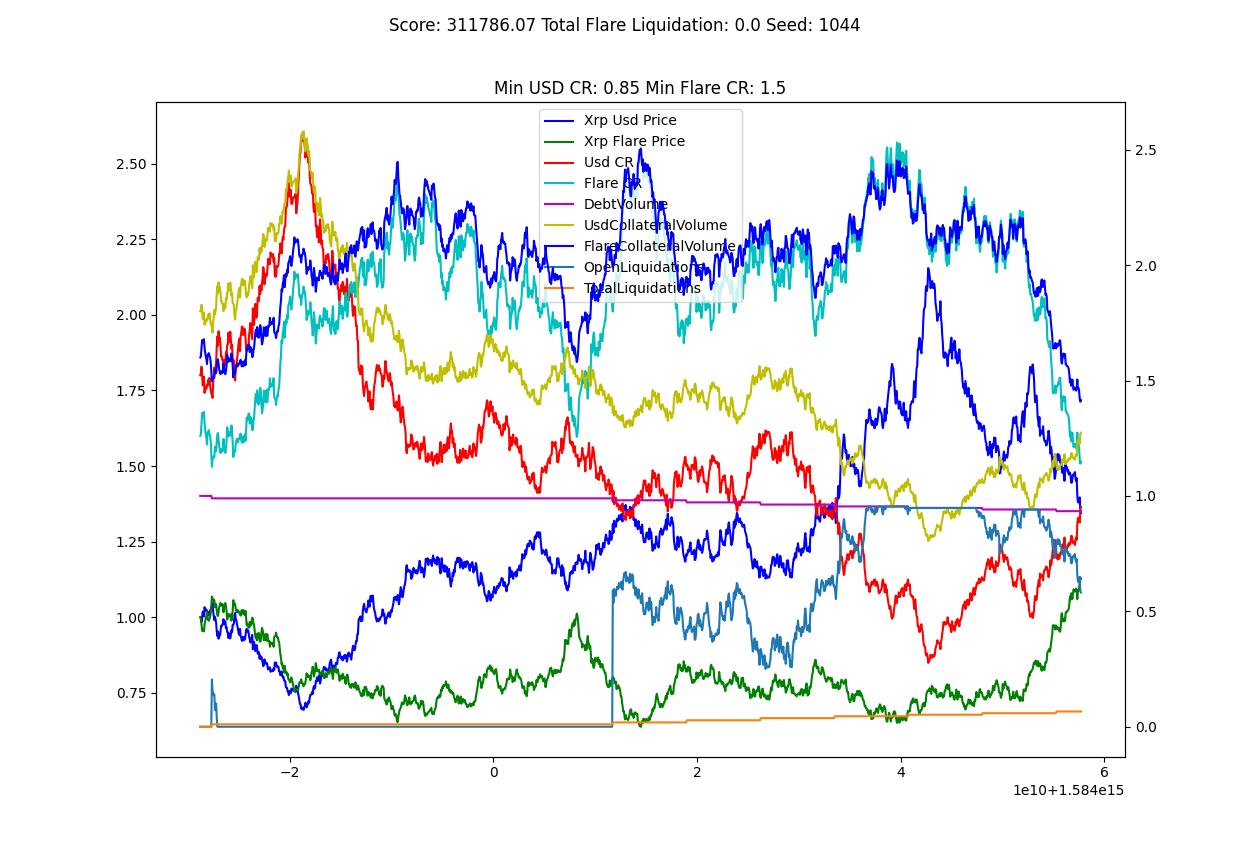 Score: 311786.07 Total Flare Liquidation: 0.0 Seed: 1044
Min USD CR: 0.85 Min Flare CR: 1.5
Xrp Usd Price
Xrp Flare Price
Usd CR
Flare CR
DebtVolume
UsdCollateralVolume
FlareCollateralVolume
OpenLiquidations
TotalLiquidations
2.50
2.25
2.00
1.75
1.50
1.25
1.00
0.75
2.5
2.0
1.5
1.0
0.5
0.0
−2 0 2 4 6
1e10+1.584e15